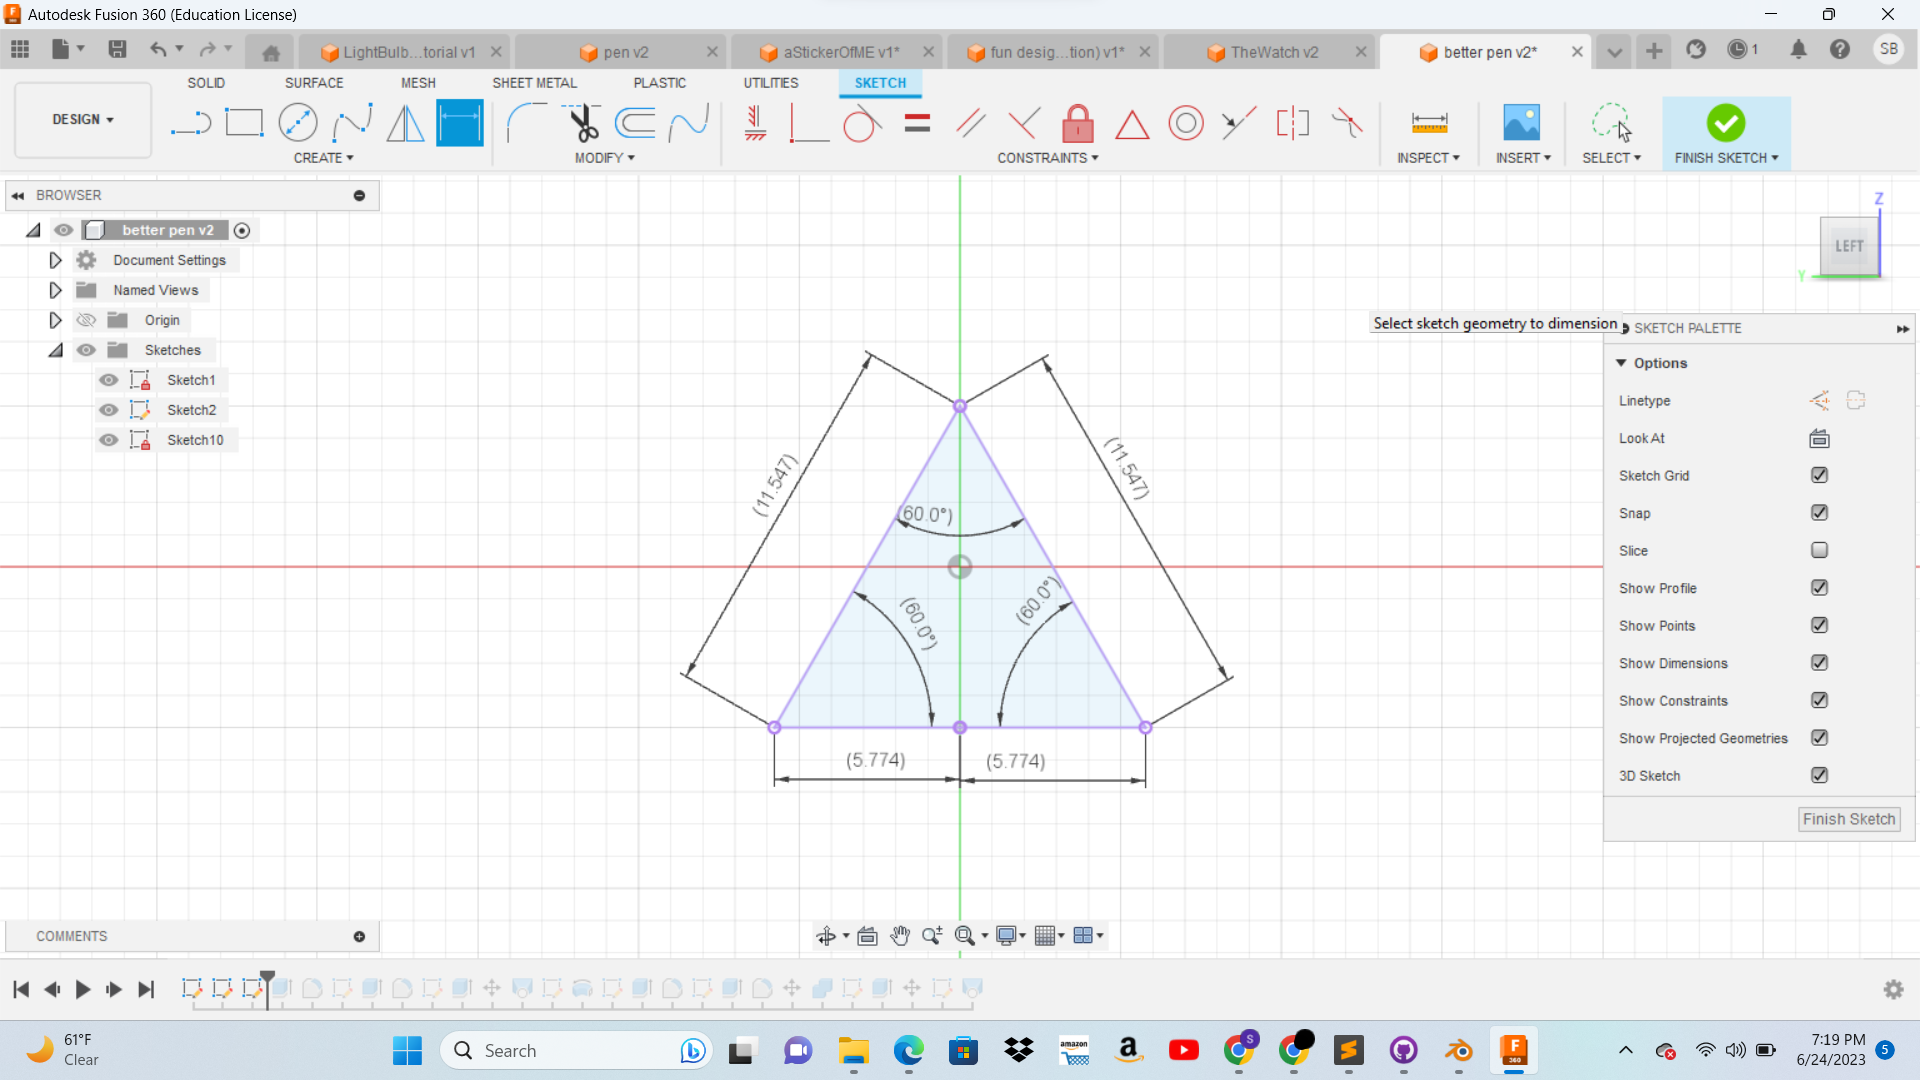 Autodesk Fusion 360 (Education License)
LightBulb...torial v1
pen v2
aStickerOfME v1*
fun desig...tion) v1*
TheWatch v2
better pen v2*
1
SB
SOLID
SURFACE
MESH
SHEET METAL
PLASTIC
UTILITIES
SKETCH
DESIGN
CREATE
MODIFY
CONSTRAINTS
INSPECT
INSERT
SELECT
FINISH SKETCH
BROWSER
better pen v2
Document Settings
Named Views
Origin
Sketches
Sketch1
Sketch2
Sketch10
Z
LEFT
Y
Select sketch geometry to dimension
SKETCH PALETTE
Options
Linetype
Look At
Sketch Grid
Snap
Slice
Show Profile
Show Points
Show Dimensions
Show Constraints
Show Projected Geometries
3D Sketch
Finish Sketch
(11.547)
(11.547)
(60.0°)
(60.0°)
(60.0°)
(5.774)
(5.774)
COMMENTS
61°F
Clear
Search
amazon
a
S
F
360
7:19 PM
6/24/2023
5